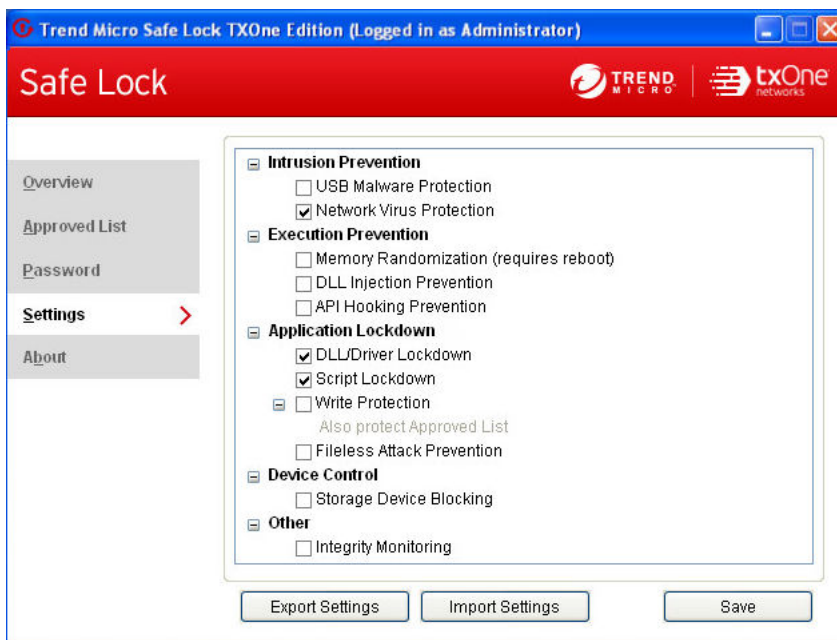 Trend Micro Safe Lock TXOne Edition (Logged in as Administrator)
Safe Lock
TREND MICRO
txOne networks
Overview
Approved List
Password
Settings
About
Intrusion Prevention
USB Malware Protection
Network Virus Protection
Execution Prevention
Memory Randomization (requires reboot)
DLL Injection Prevention
API Hooking Prevention
Application Lockdown
DLL/Driver Lockdown
Script Lockdown
Write Protection
Also protect Approved List
Fileless Attack Prevention
Device Control
Storage Device Blocking
Other
Integrity Monitoring
Export Settings
Import Settings
Save